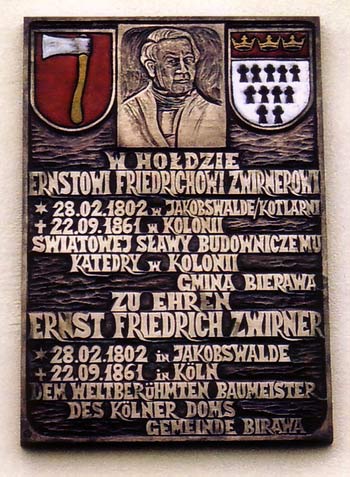 W HOŁDZIE
ERNSTOWI FRIEDRICHOWI ZWIRNEROWI
* 28.02.1802 W JAKOBSWALDE/KOTLARNI
+ 22.09.1861 W KOLONII
ŚWIATOWEJ SŁAWY BUDOWNICZEMU
KATEDRY W KOLONII
GMINA BIERAWA
ZU EHREN
ERNST FRIEDRICH ZWIRNER
* 28.02.1802 in JAKOBSWALDE
+ 22.09.1861 in KÖLN
DEM WELTBERÜHMTEN BAUMEISTER
DES KÖLNER DOMS
GEMEINDE BIRAWA